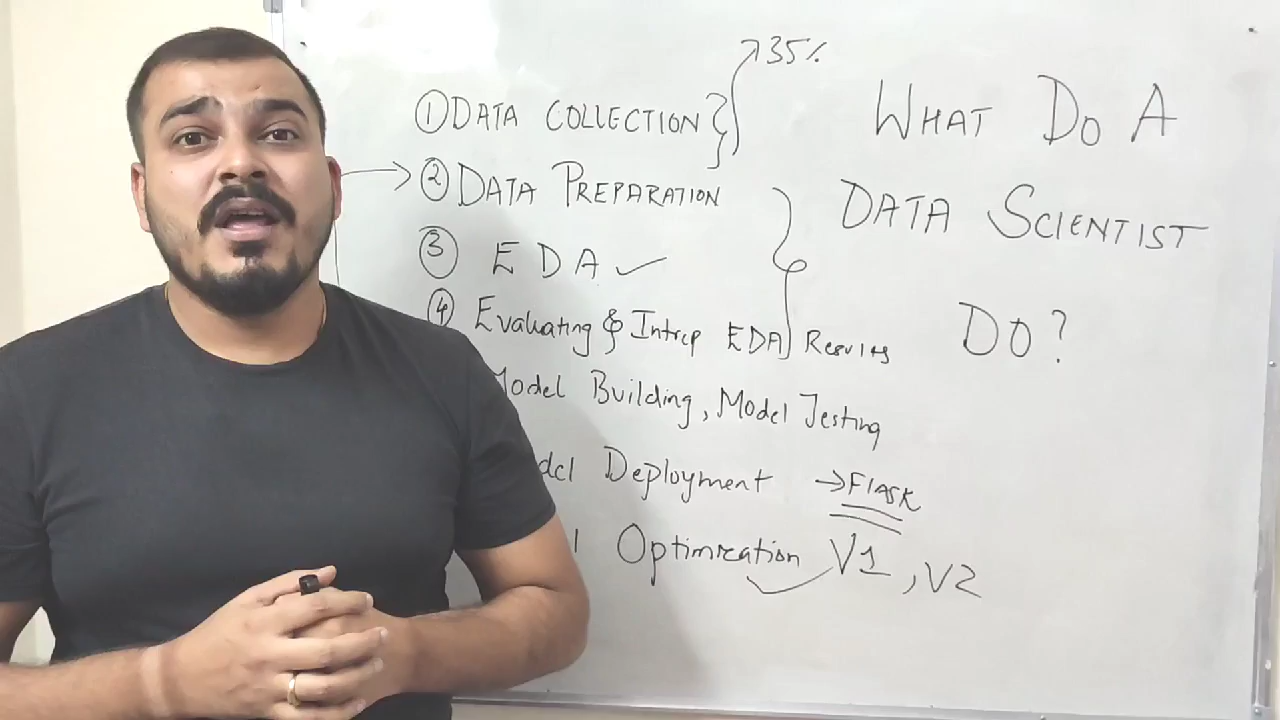 35%
① DATA COLLECTION
② DATA PREPARATION
③ EDA
④ Evaluating & Intrep EDA Results
Model Building, Model Testing
Deployment → FlASK
Optimization V1, V2
WHAT DO A
DATA SCIENTIST
DO?